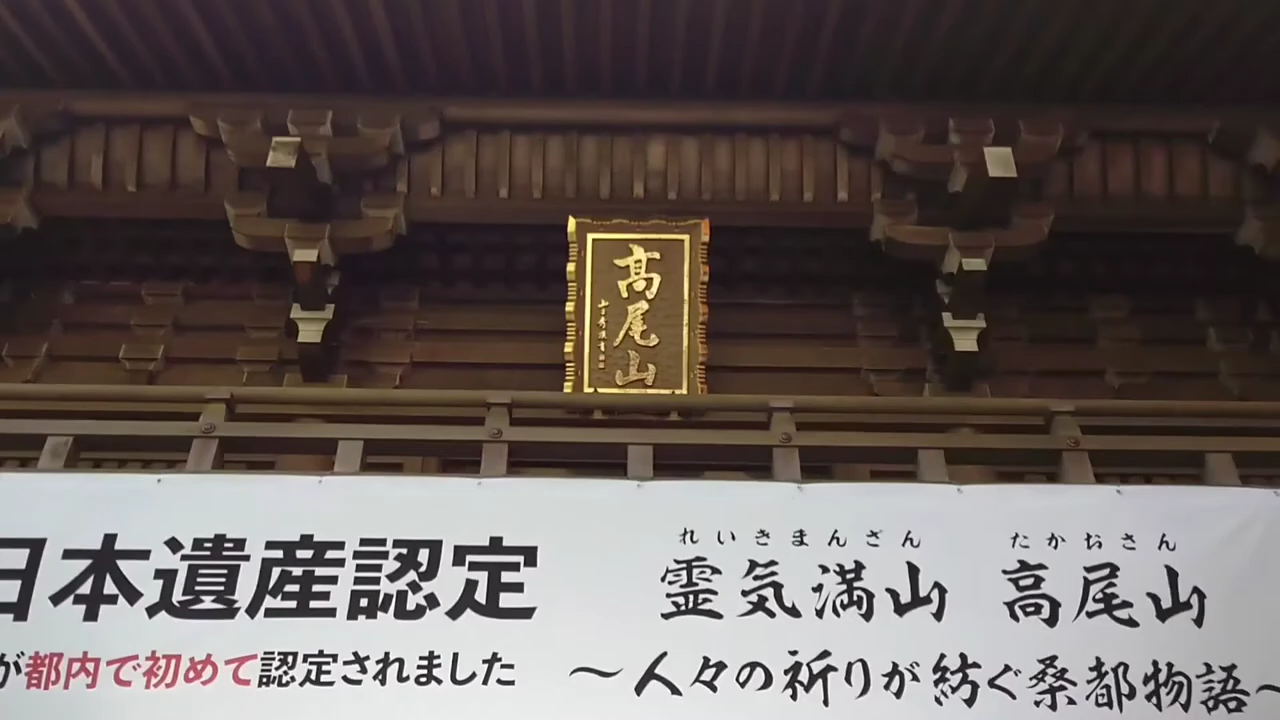 髙尾山
日本遺産認定
が都内で初めて認定されました
れいきまんざん たかおさん
霊気満山 高尾山
～人々の祈りが紡ぐ桑都物語～